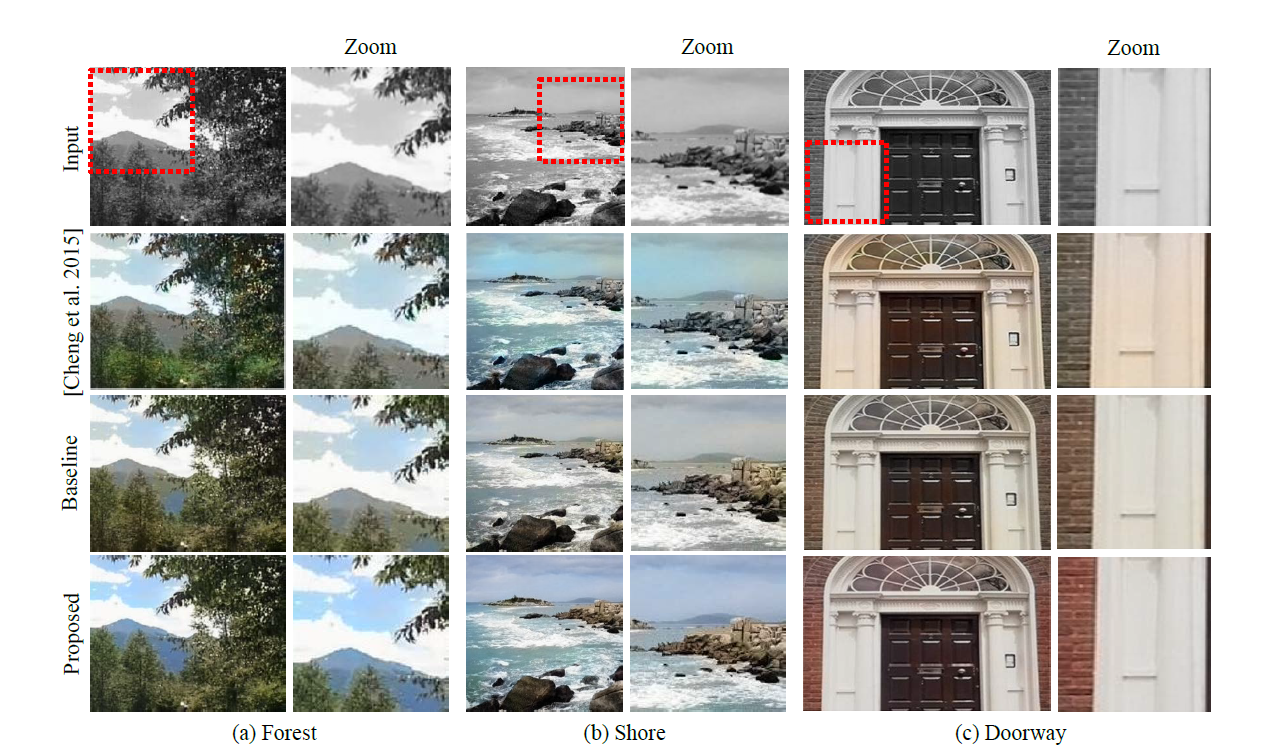 Zoom
Zoom
Zoom
Input
[Cheng et al. 2015]
Baseline
Proposed
(a) Forest
(b) Shore
(c) Doorway